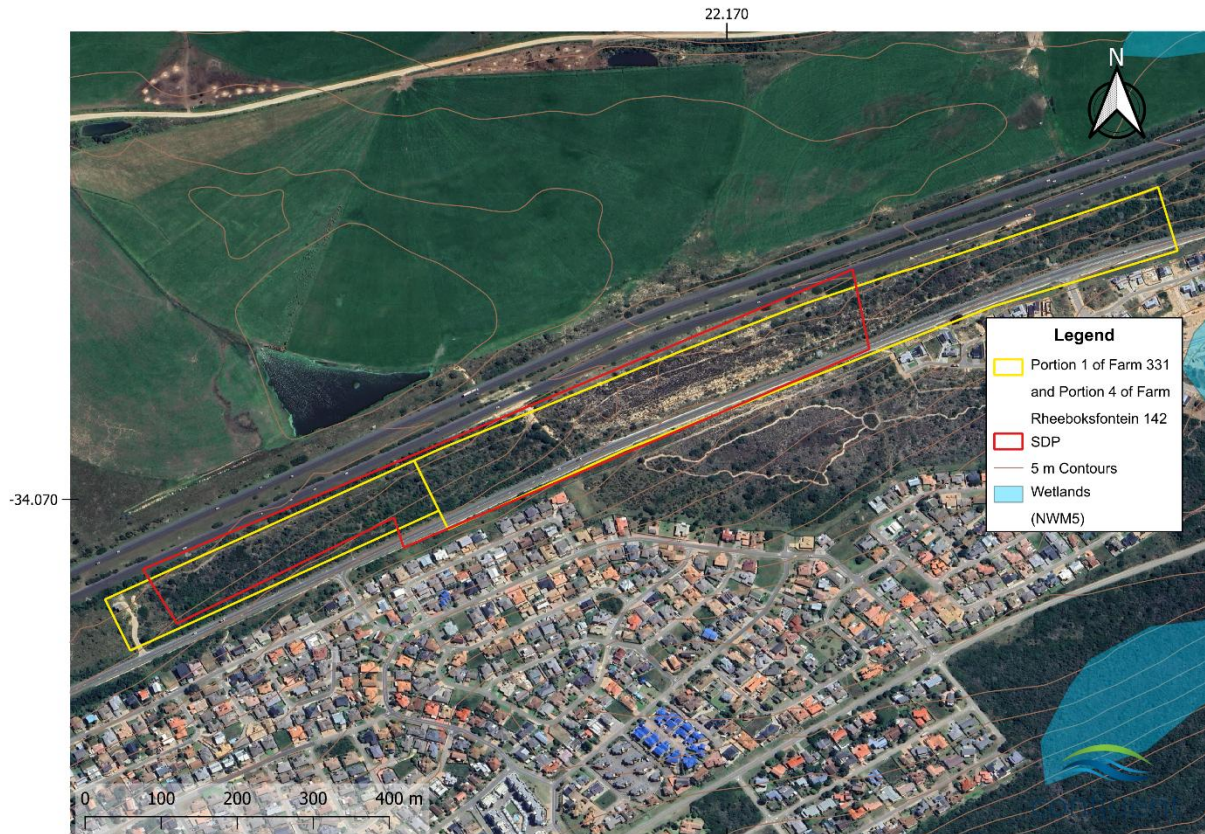 22.170
N
Legend
Portion 1 of Farm 331
and Portion 4 of Farm
Rheeboksfontein 142
SDP
5 m Contours
Wetlands
(NWM5)
-34.070
0 100 200 300 400 m